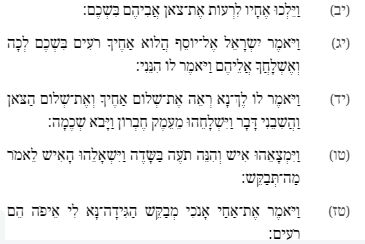 (יב) וַיֵּלְכוּ אֶחָיו לִרְעוֹת אֶת־צֹאן אֲבִיהֶם בִּשְׁכֶם׃
(יג) וַיֹּאמֶר יִשְׂרָאֵל אֶל־יוֹסֵף הֲלוֹא אַחֶיךָ רֹעִים בִּשְׁכֶם לְכָה
וְאֶשְׁלָחֲךָ אֲלֵיהֶם וַיֹּאמֶר לוֹ הִנֵּנִי׃
(יד) וַיֹּאמֶר לוֹ לֶךְ־נָא רְאֵה אֶת־שְׁלוֹם אַחֶיךָ וְאֶת־שְׁלוֹם הַצֹּאן
וַהֲשִׁבֵנִי דָּבָר וַיִּשְׁלָחֵהוּ מֵעֵמֶק חֶבְרוֹן וַיָּבֹא שְׁכֶמָה׃
(טו) וַיִּמְצָאֵהוּ אִישׁ וְהִנֵּה תֹעֶה בַּשָּׂדֶה וַיִּשְׁאָלֵהוּ הָאִישׁ לֵאמֹר
מַה־תְּבַקֵּשׁ׃
(טז) וַיֹּאמֶר אֶת־אַחַי אָנֹכִי מְבַקֵּשׁ הַגִּידָה־נָּא לִי אֵיפֹה הֵם
רֹעִים׃